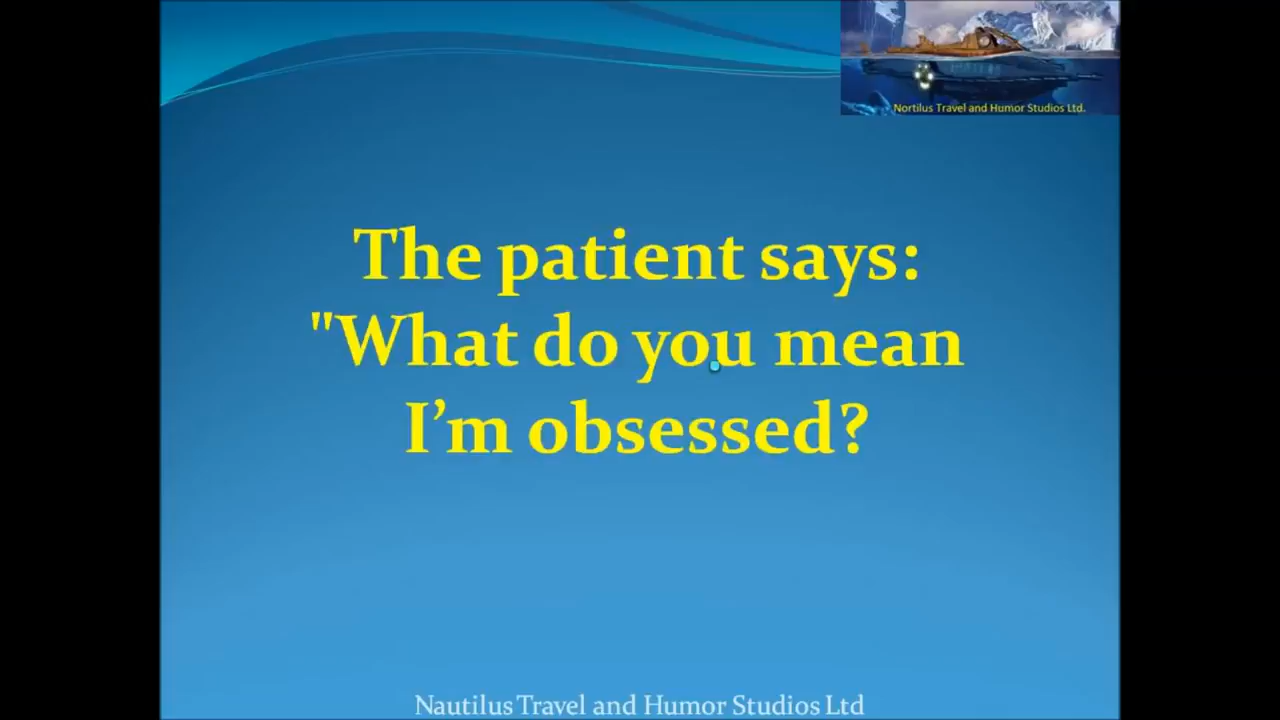 Nortilus Travel and Humor Studios Ltd.
The patient says:
"What do you mean
I’m obsessed?
Nautilus Travel and Humor Studios Ltd